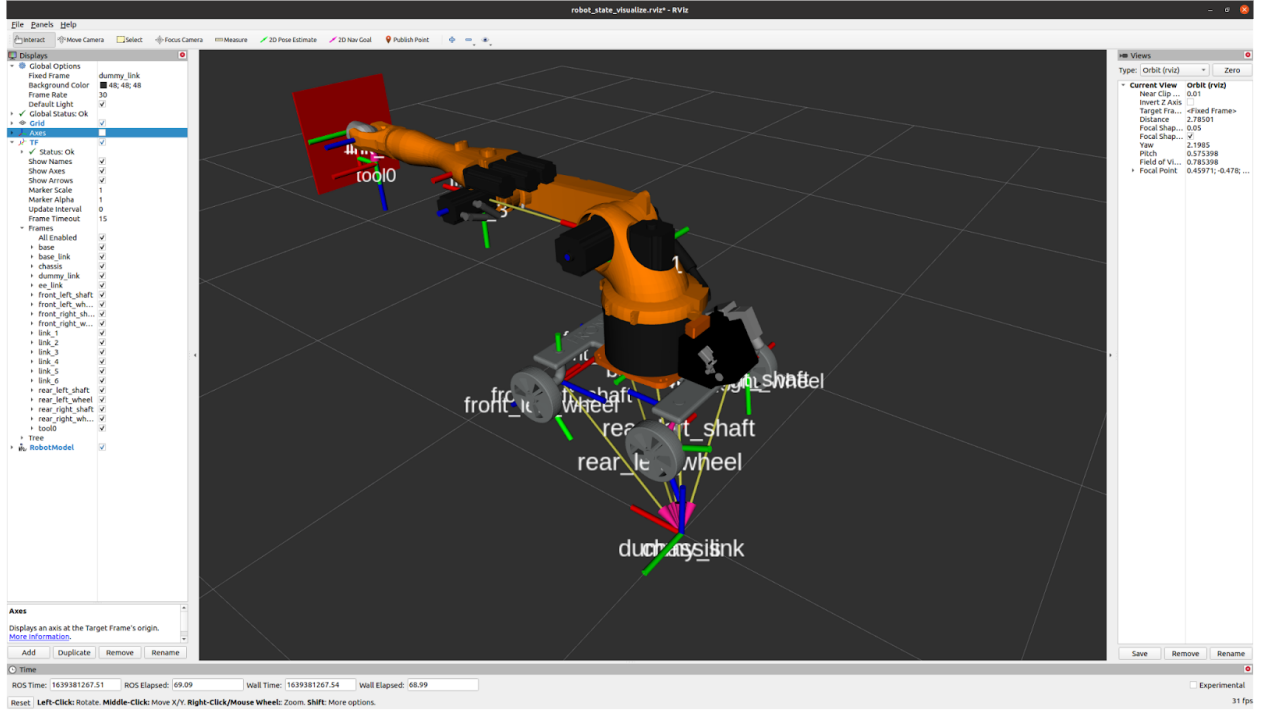 robot_state_visualize.rviz* - RViz
File Panels Help
Interact Move Camera Select Focus Camera Measure 2D Pose Estimate 2D Nav Goal Publish Point
Displays
Global Options
Fixed Frame dummy_link
Background Color 48; 48; 48
Frame Rate 30
Default Light
Global Status: Ok
Grid
Axes
TF
Status: Ok
Show Names
Show Axes
Show Arrows
Marker Scale 1
Marker Alpha 1
Update Interval 0
Frame Timeout 15
Frames
All Enabled
base
base_link
chassis
dummy_link
ee_link
front_left_shaft
front_left_wh...
front_right_sh...
front_right_w...
link_1
link_2
link_3
link_4
link_5
link_6
rear_left_shaft
rear_left_wheel
rear_right_shaft
rear_right_wh...
tool0
Tree
RobotModel
Axes
Displays an axis at the Target Frame's origin.
More Information.
Add Duplicate Remove Rename
tool0
Views
Type: Orbit (rviz) Zero
Current View Orbit (rviz)
Near Clip ... 0.01
Invert Z Axis
Target Fra... <Fixed Frame>
Distance 2.78501
Focal Shap... 0.05
Focal Shap...
Yaw 2.1985
Pitch 0.575398
Field of Vi... 0.785398
Focal Point 0.45971; -0.478; ...
Save Remove Rename
Time
ROS Time: 1639381267.51 ROS Elapsed: 69.09 Wall Time: 1639381267.54 Wall Elapsed: 68.99 Experimental
Reset Left-Click: Rotate. Middle-Click: Move X/Y. Right-Click/Mouse Wheel: Zoom. Shift: More options. 31 fps